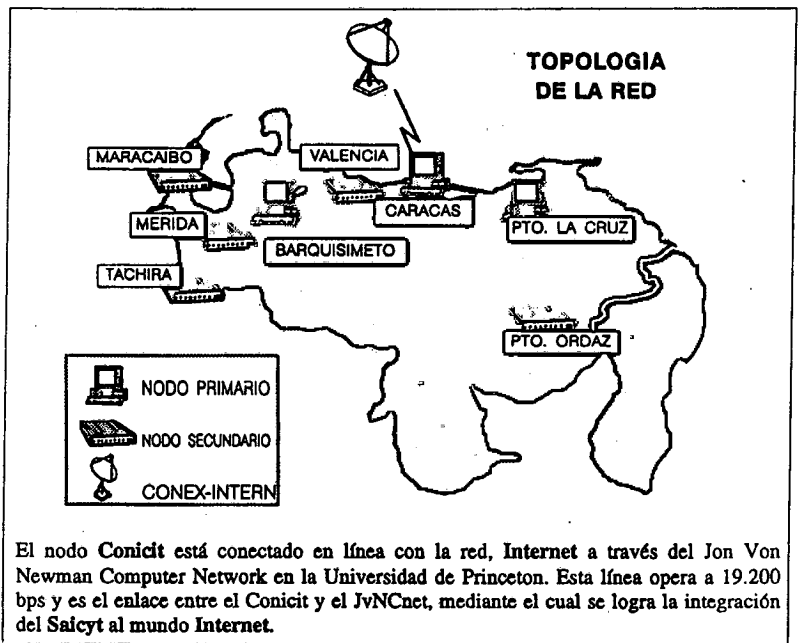 TOPOLOGIA
DE LA RED
MARACAIBO
VALENCIA
CARACAS
MERIDA
BARQUISIMETO
PTO. LA CRUZ
TACHIRA
PTO. ORDAZ
NODO PRIMARIO
NODO SECUNDARIO
CONEX-INTERN
El nodo Conicit está conectado en línea con la red, Internet a través del Jon Von
Newman Computer Network en la Universidad de Princeton. Esta línea opera a 19.200
bps y es el enlace entre el Conicit y el JvNCnet, mediante el cual se logra la integración
del Saicyt al mundo Internet.